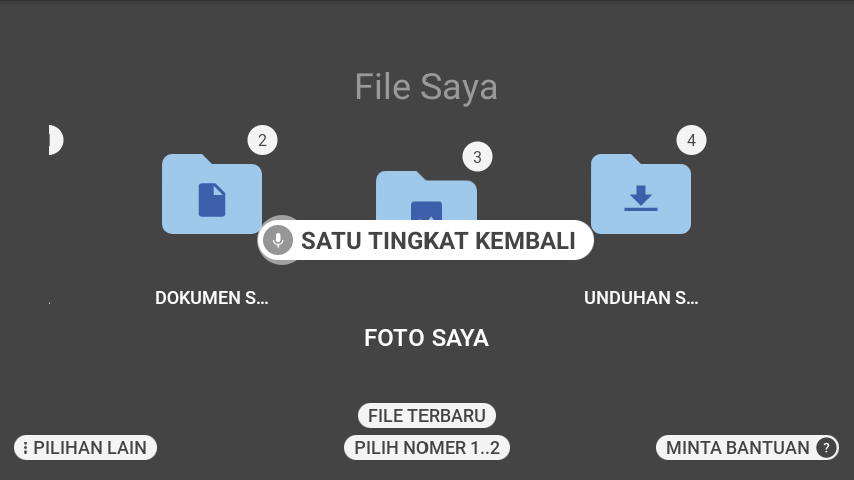 File Saya
2
3
4
SATU TINGKAT KEMBALI
DOKUMEN S...
UNDUHAN S...
FOTO SAYA
FILE TERBARU
PILIHAN LAIN
PILIH NOMER 1..2
MINTA BANTUAN ?